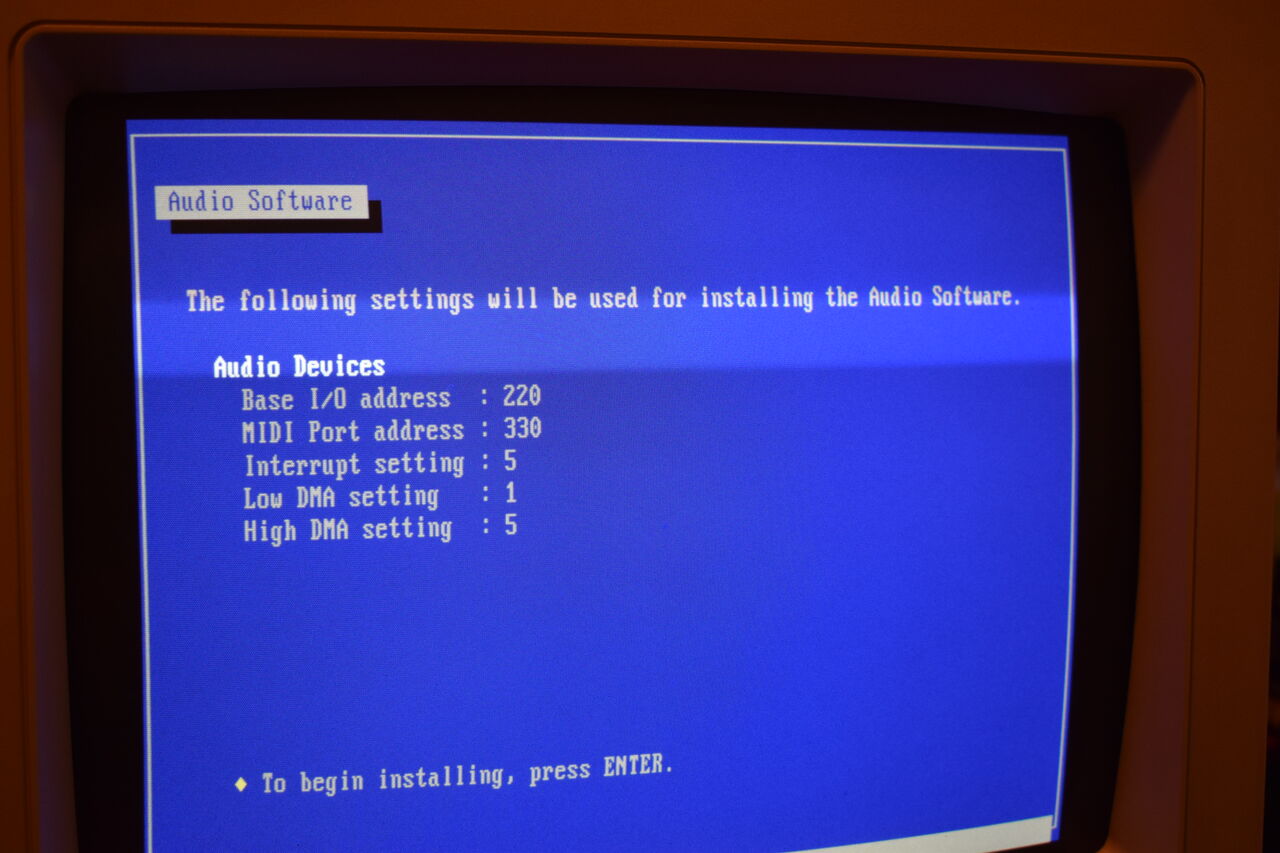 Audio Software
The following settings will be used for installing the Audio Software.
Audio Devices
Base I/O address : 220
MIDI Port address : 330
Interrupt setting : 5
Low DMA setting : 1
High DMA setting : 5
♦ To begin installing, press ENTER.